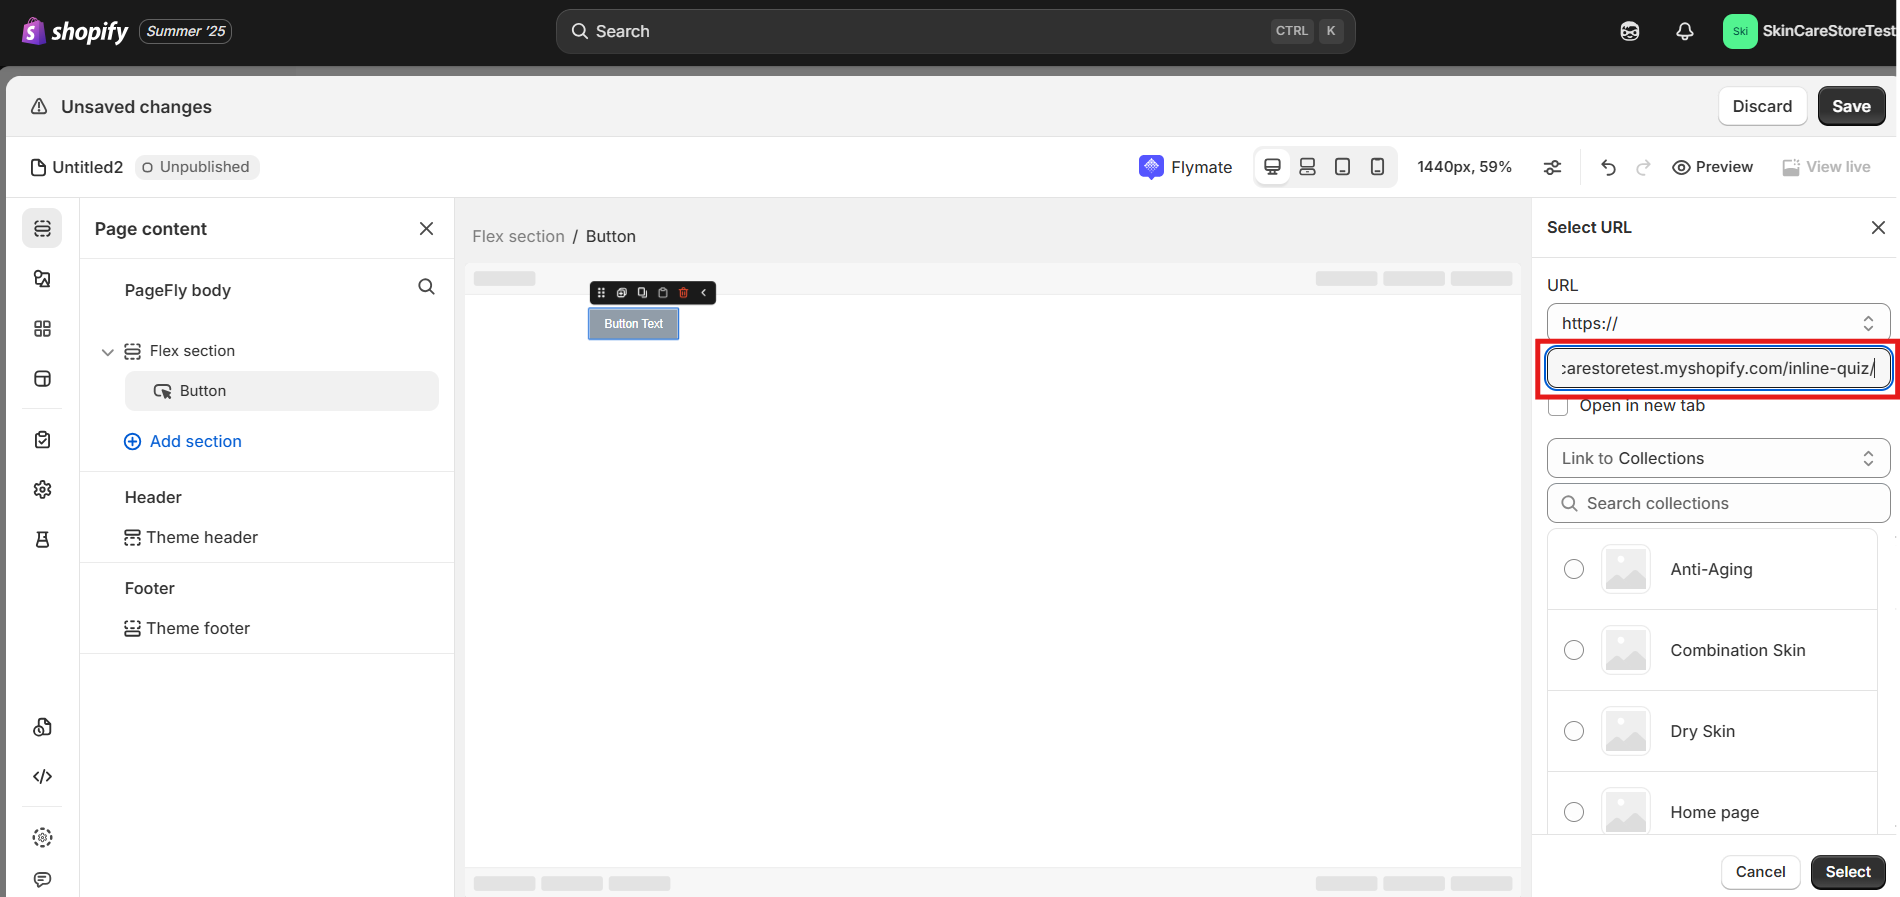 shopify Summer '25
Search CTRL K
Ski SkinCareStoreTest
Unsaved changes
Discard Save
Untitled2 Unpublished
Flymate 1440px, 59% Preview View live
Page content
PageFly body
Flex section
Button
Add section
Header
Theme header
Footer
Theme footer
Flex section / Button
Button Text
Select URL
URL
https://
carestoretest.myshopify.com/inline-quiz/
Open in new tab
Link to Collections
Search collections
Anti-Aging
Combination Skin
Dry Skin
Home page
Cancel Select